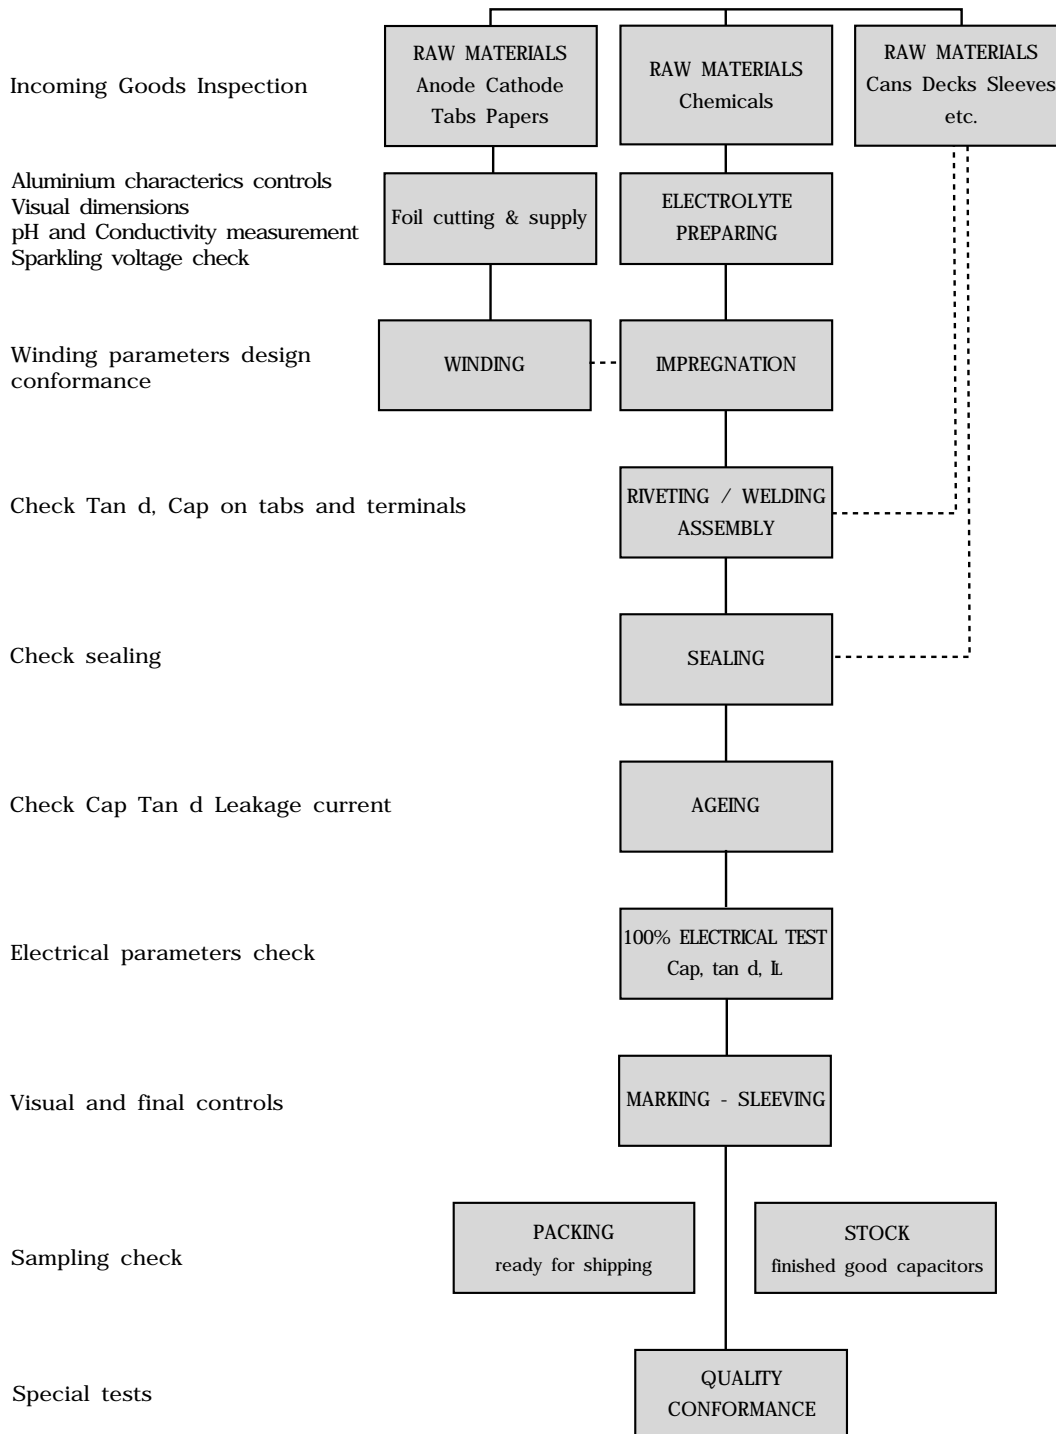 Incoming Goods Inspection
RAW MATERIALS
Anode Cathode
Tabs Papers
RAW MATERIALS
Chemicals
RAW MATERIALS
Cans Decks Sleeves
etc.
Aluminium characterics controls
Visual dimensions
pH and Conductivity measurement
Sparkling voltage check
Foil cutting & supply
ELECTROLYTE
PREPARING
Winding parameters design
conformance
WINDING
IMPREGNATION
Check Tan d, Cap on tabs and terminals
RIVETING / WELDING
ASSEMBLY
Check sealing
SEALING
Check Cap Tan d Leakage current
AGEING
Electrical parameters check
100% ELECTRICAL TEST
Cap, tan d, IL
Visual and final controls
MARKING - SLEEVING
Sampling check
PACKING
ready for shipping
STOCK
finished good capacitors
Special tests
QUALITY
CONFORMANCE